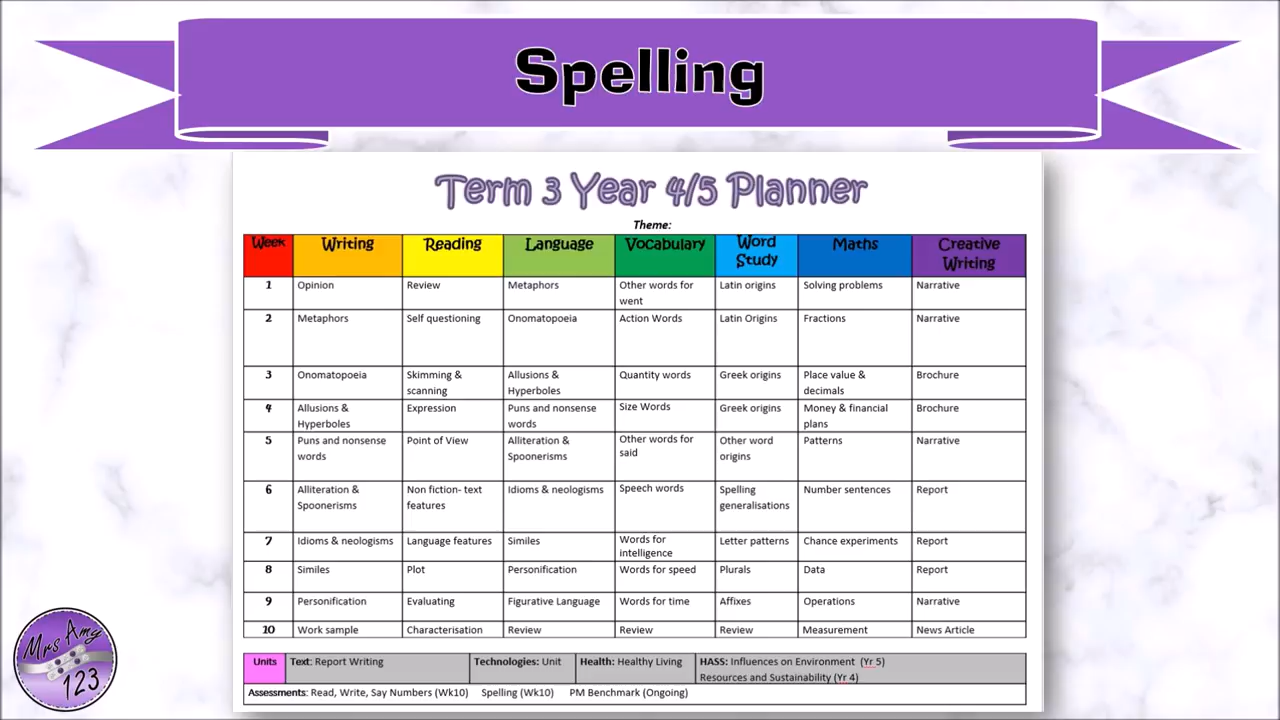 Spelling
Term 3 Year 4/5 Planner
Theme:
Week Writing Reading Language Vocabulary Word Study Maths Creative Writing
1 Opinion Review Metaphors Other words for went Latin origins Solving problems Narrative
2 Metaphors Self questioning Onomatopoeia Action Words Latin Origins Fractions Narrative
3 Onomatopoeia Skimming & scanning Allusions & Hyperboles Quantity words Greek origins Place value & decimals Brochure
4 Allusions & Hyperboles Expression Puns and nonsense words Size Words Greek origins Money & financial plans Brochure
5 Puns and nonsense words Point of View Alliteration & Spoonerisms Other words for said Other word origins Patterns Narrative
6 Alliteration & Spoonerisms Non fiction- text features Idioms & neologisms Speech words Spelling generalisations Number sentences Report
7 Idioms & neologisms Language features Similes Words for intelligence Letter patterns Chance experiments Report
8 Similes Plot Personification Words for speed Plurals Data Report
9 Personification Evaluating Figurative Language Words for time Affixes Operations Narrative
10 Work sample Characterisation Review Review Review Measurement News Article
Units Text: Report Writing Technologies: Unit Health: Healthy Living HASS: Influences on Environment (Yr 5)
Resources and Sustainability (Yr 4)
Assessments: Read, Write, Say Numbers (Wk10) Spelling (Wk10) PM Benchmark (Ongoing)
Mrs Amy
123